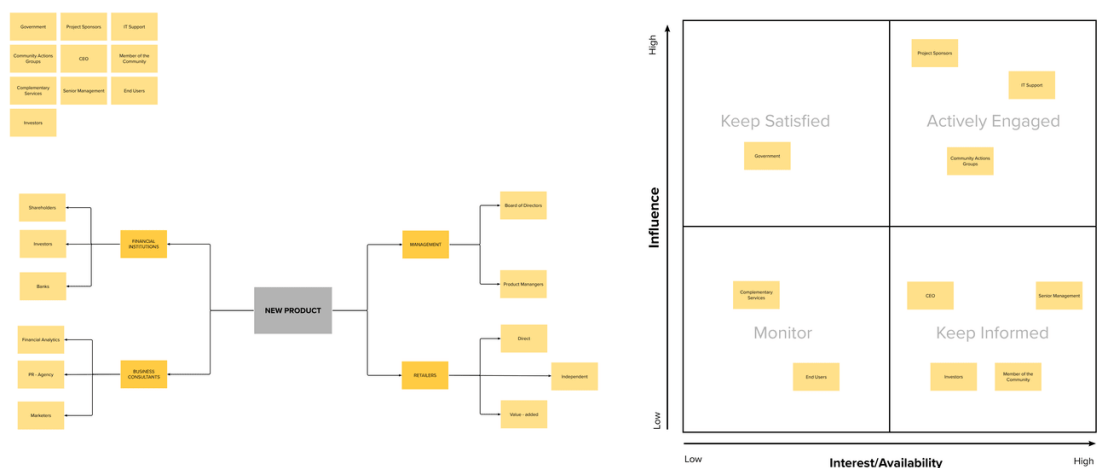 Government
Project Sponsors
IT Support
Community Actions
Groups
CEO
Member of the
Community
Complementary
Services
Senior Management
End Users
Investors
Shareholders
Investors
Banks
FINANCIAL
INSTITUTIONS
Financial Analytics
PR - Agency
Marketers
BUSINESS
CONSULTANTS
NEW PRODUCT
MANAGEMENT
Board of Directors
Product Manangers
RETAILERS
Direct
Independent
Value - added
High
Influence
Low
Keep Satisfied
Government
Actively Engaged
Project Sponsors
IT Support
Community Actions
Groups
Monitor
Complementary
Services
End Users
Keep Informed
CEO
Senior Management
Investors
Member of the
Community
Low
Interest/Availability
High